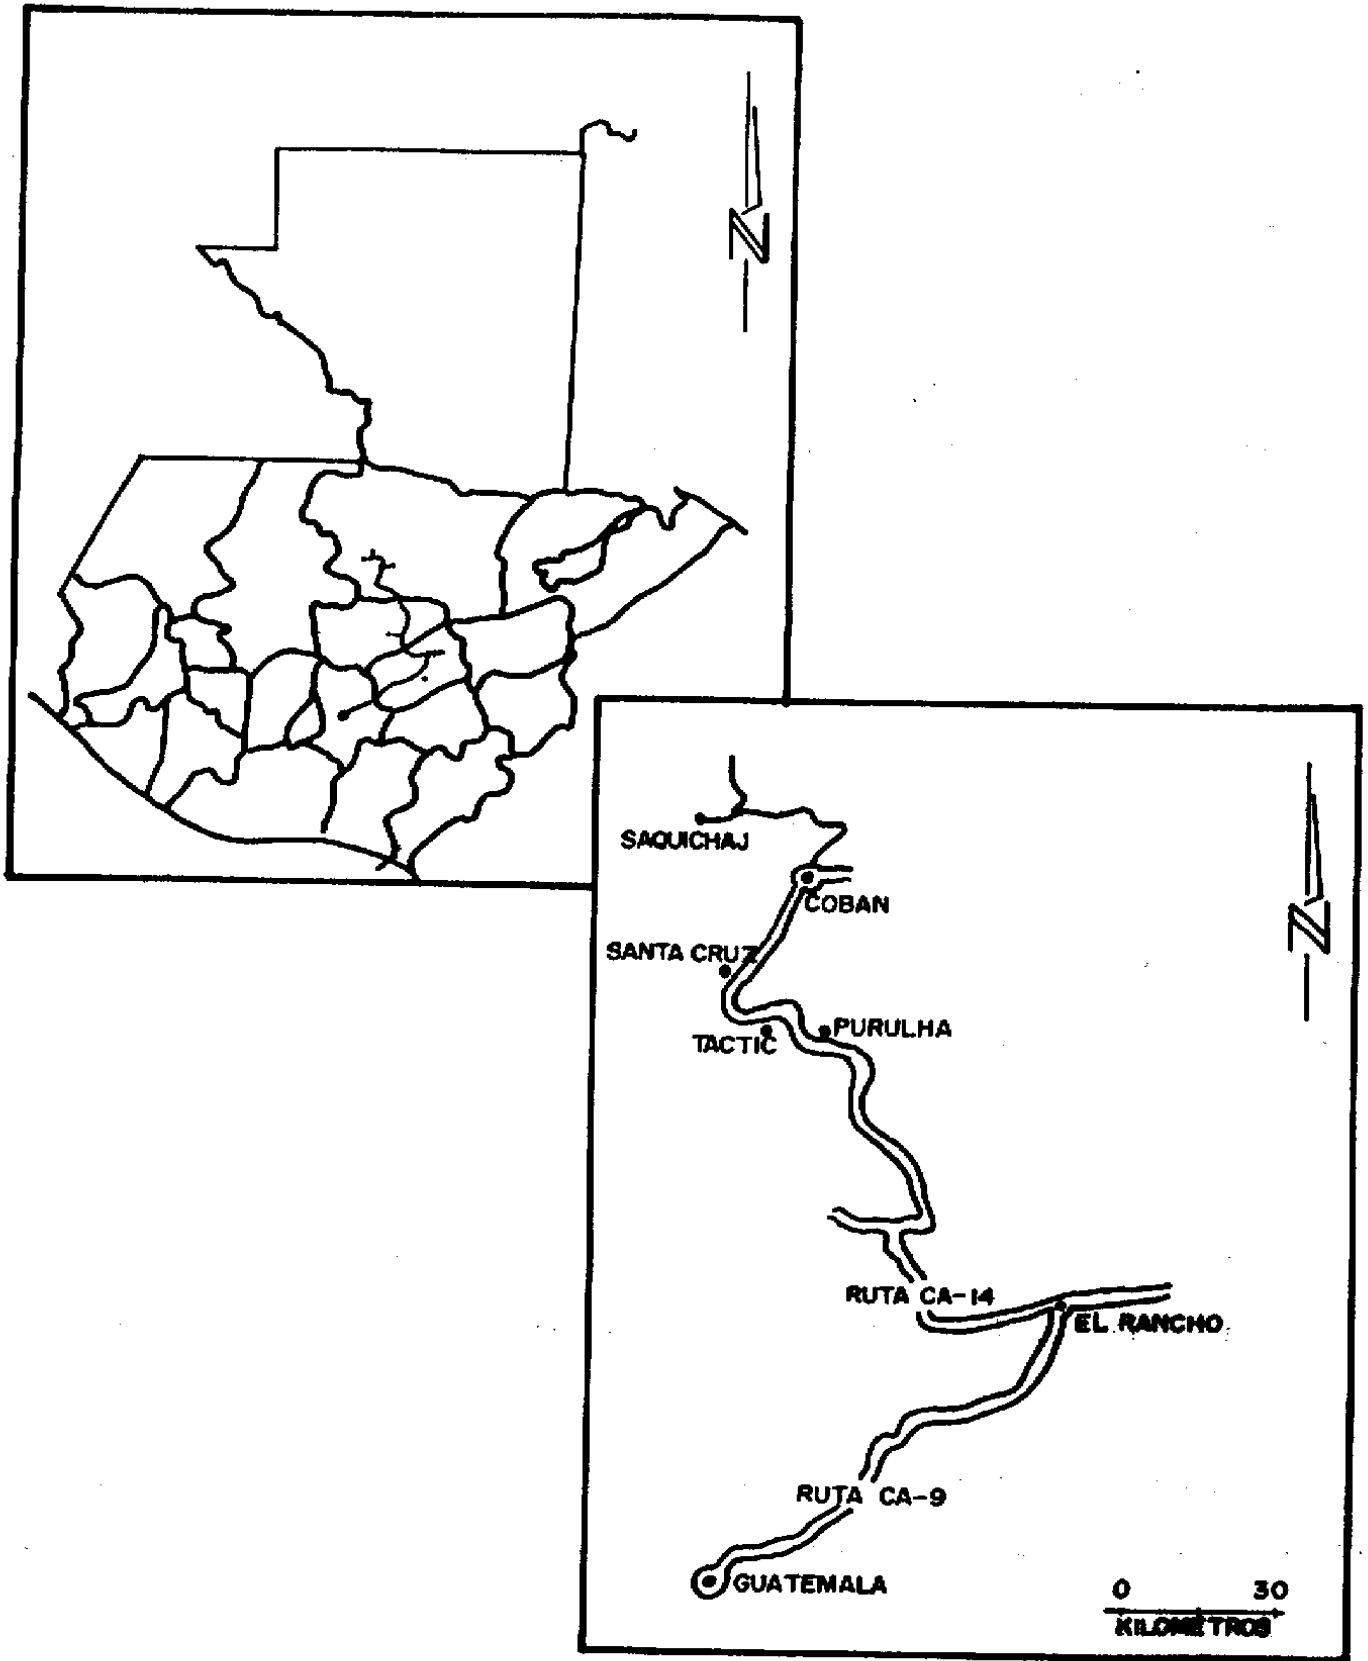 N
N
SAQUICHAJ
COBAN
SANTA CRUZ
PURULHA
TACTIC
RUTA CA-14
EL RANCHO
RUTA CA-9
GUATEMALA
0 30
KILOMETROS